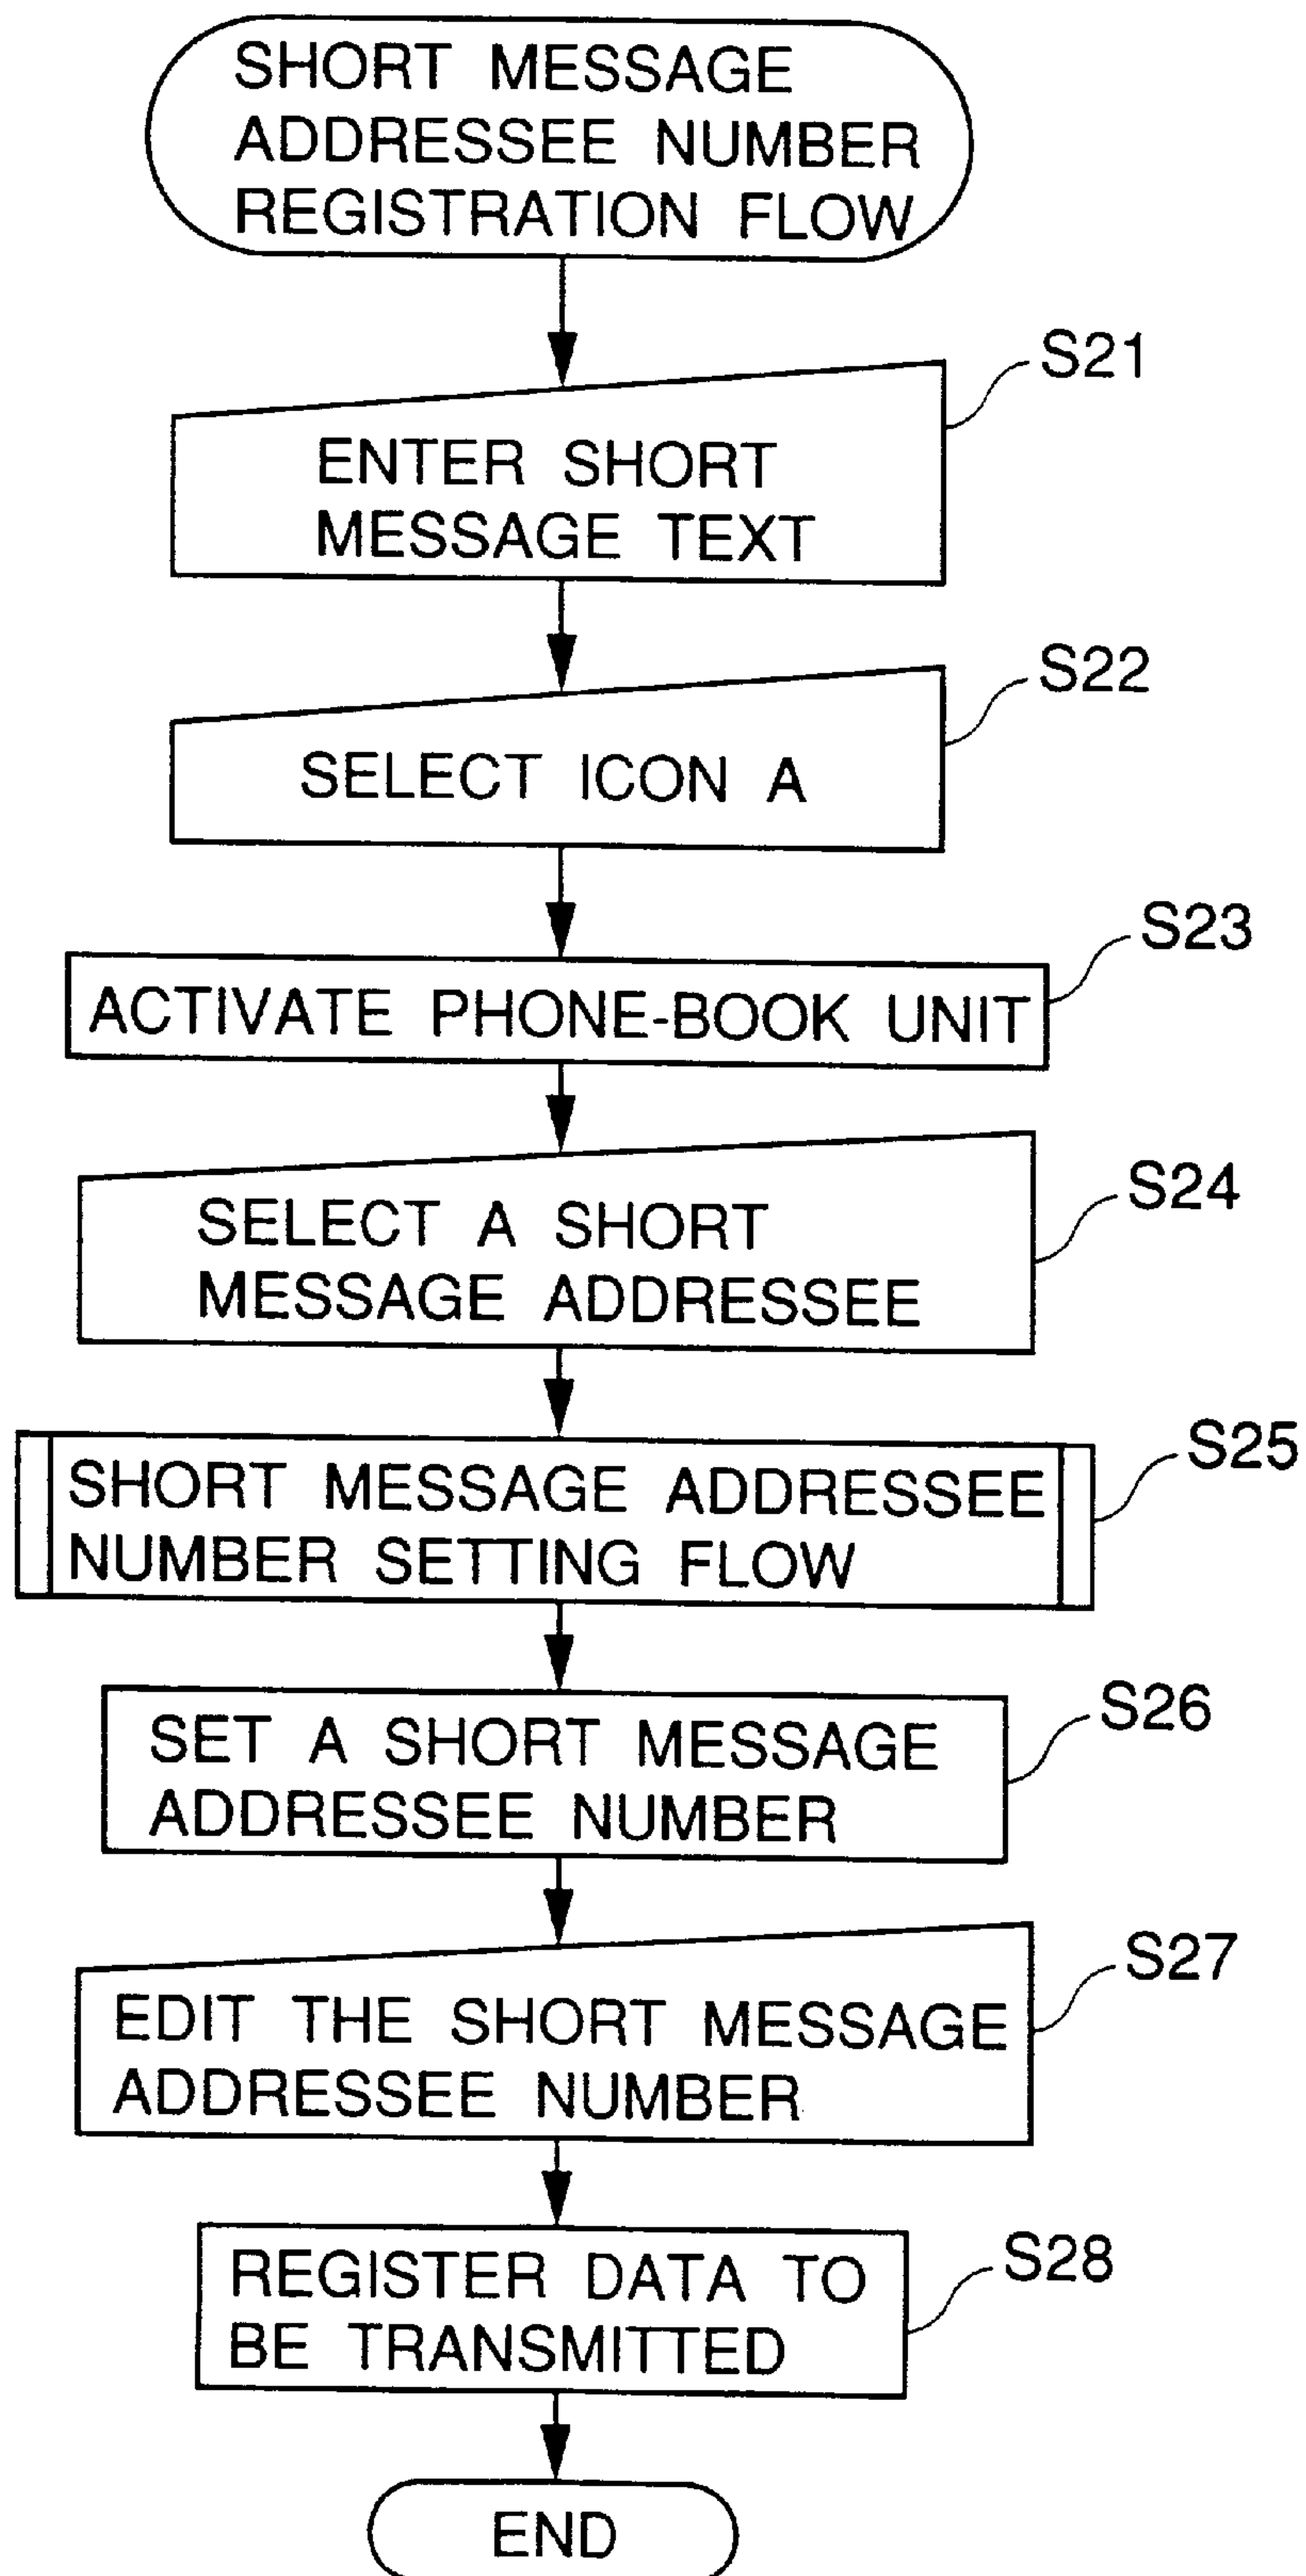 SHORT MESSAGE
ADDRESSEE NUMBER
REGISTRATION FLOW
S21
ENTER SHORT
MESSAGE TEXT
S22
SELECT ICON A
S23
ACTIVATE PHONE-BOOK UNIT
S24
SELECT A SHORT
MESSAGE ADDRESSEE
S25
SHORT MESSAGE ADDRESSEE
NUMBER SETTING FLOW
S26
SET A SHORT MESSAGE
ADDRESSEE NUMBER
S27
EDIT THE SHORT MESSAGE
ADDRESSEE NUMBER
S28
REGISTER DATA TO
BE TRANSMITTED
END